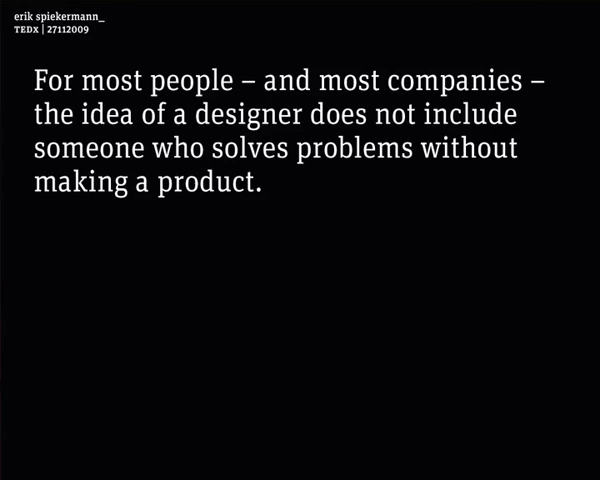 erik spiekermann_
TEDX | 27112009
For most people – and most companies –
the idea of a designer does not include
someone who solves problems without
making a product.